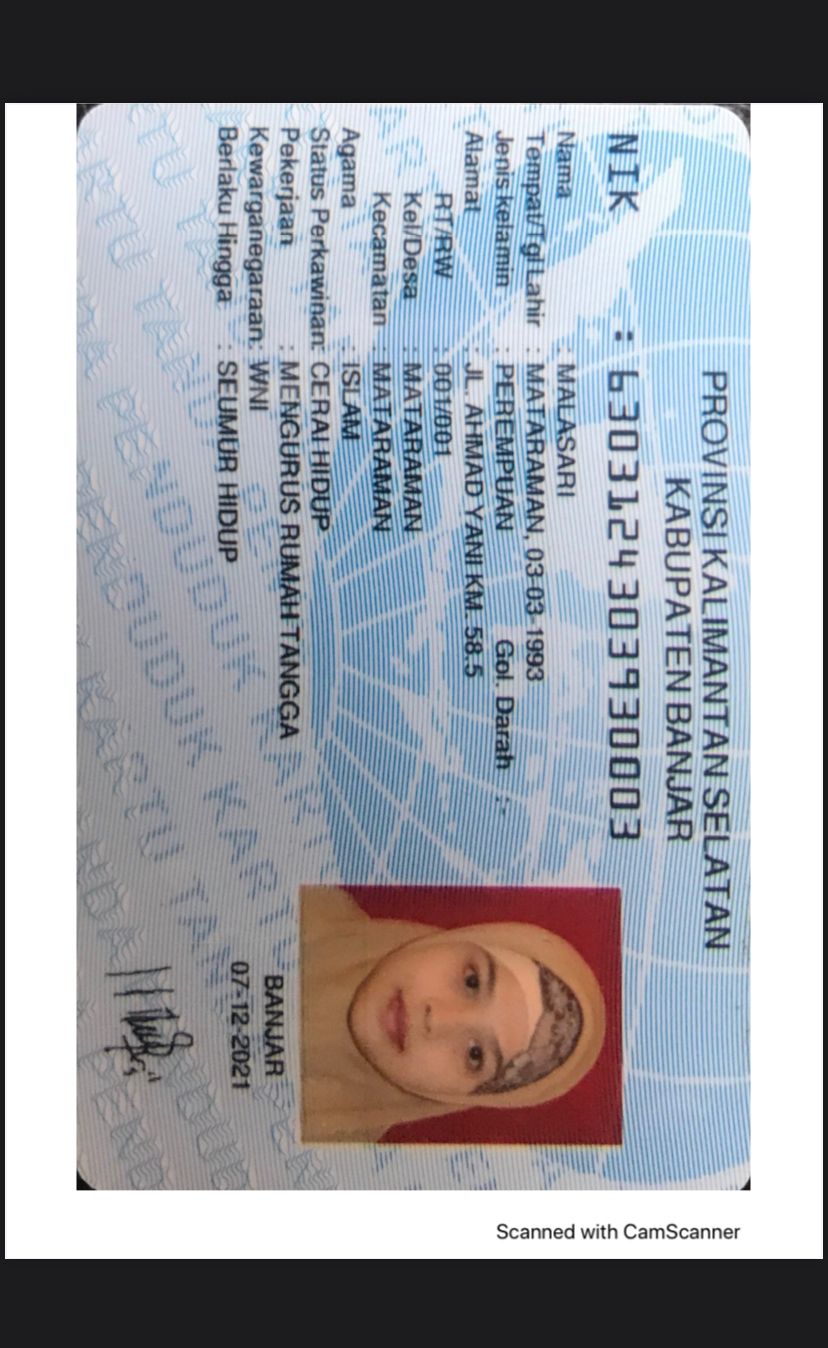 PROVINSI KALIMANTAN SELATAN
KABUPATEN BANJAR
NIK : 6303124303930003
Nama : MALASARI
Tempat/Tgl Lahir : MATARAMAN, 03-03-1993
Jenis kelamin : PEREMPUAN Gol. Darah : -
Alamat : JL. AHMAD YANI KM. 58.5
RT/RW : 001/001
Kel/Desa : MATARAMAN
Kecamatan : MATARAMAN
Agama : ISLAM
Status Perkawinan: CERAI HIDUP
Pekerjaan : MENGURUS RUMAH TANGGA
Kewarganegaraan: WNI
Berlaku Hingga : SEUMUR HIDUP
BANJAR
07-12-2021
Scanned with CamScanner